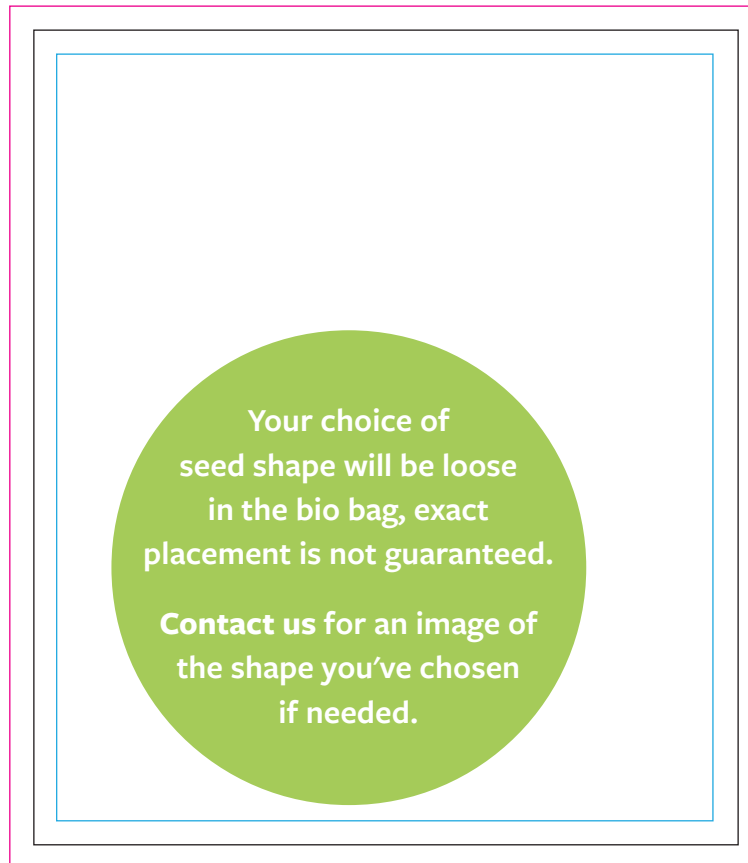 Your choice of
seed shape will be loose
in the bio bag, exact
placement is not guaranteed.
Contact us for an image of
the shape you've chosen
if needed.